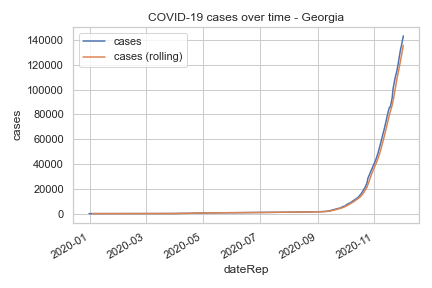 COVID-19 cases over time - Georgia
cases
cases (rolling)
140000
120000
100000
80000
60000
40000
20000
0
cases
2020-01
2020-03
2020-05
2020-07
2020-09
2020-11
dateRep